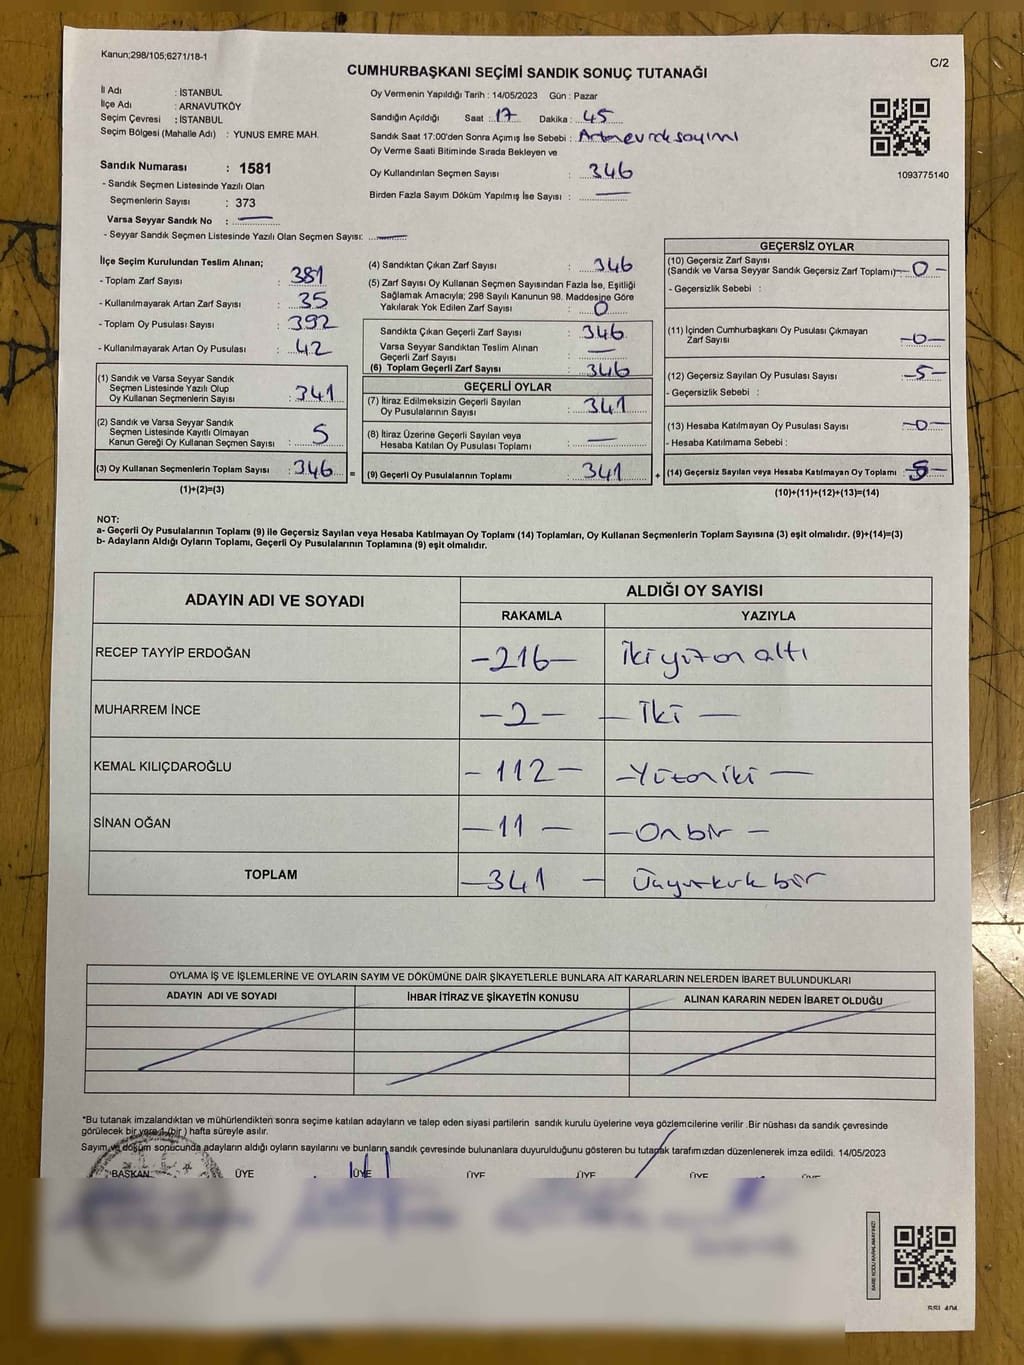 Kanun;298/105;6271/18-1
C/2
CUMHURBAŞKANI SEÇİMİ SANDIK SONUÇ TUTANAĞI
İl Adı : İSTANBUL
İlçe Adı : ARNAVUTKÖY
Seçim Çevresi : İSTANBUL
Seçim Bölgesi (Mahalle Adı) : YUNUS EMRE MAH.
Sandık Numarası : 1581
- Sandık Seçmen Listesinde Yazılı Olan
Seçmenlerin Sayısı : 373
Varsa Seyyar Sandık No : —
- Seyyar Sandık Seçmen Listesinde Yazılı Olan Seçmen Sayısı: —
Oy Vermenin Yapıldığı Tarih : 14/05/2023 Gün : Pazar
Sandığın Açıldığı Saat : 17 Dakika : 45
Sandık Saat 17:00'den Sonra Açımış İse Sebebi : Artan evrak sayımı
Oy Verme Saati Bitiminde Sırada Bekleyen ve
Oy Kullandırılan Seçmen Sayısı : 346
Birden Fazla Sayım Döküm Yapılmış İse Sayısı : —
1093775140
İlçe Seçim Kurulundan Teslim Alınan;
- Toplam Zarf Sayısı : 381
- Kullanılmayarak Artan Zarf Sayısı : 35
- Toplam Oy Pusulası Sayısı : 392
- Kullanılmayarak Artan Oy Pusulası : 42
(1) Sandık ve Varsa Seyyar Sandık
Seçmen Listesinde Yazılı Olup
Oy Kullanan Seçmenlerin Sayısı : 341
(2) Sandık ve Varsa Seyyar Sandık
Seçmen Listesinde Kayıtlı Olmayan
Kanun Gereği Oy Kullanan Seçmen Sayısı : 5
(3) Oy Kullanan Seçmenlerin Toplam Sayısı : 346 =
(1)+(2)=(3)
(4) Sandıktan Çıkan Zarf Sayısı : 346
(5) Zarf Sayısı Oy Kullanan Seçmen Sayısından Fazla İse, Eşitliği
Sağlamak Amacıyla; 298 Sayılı Kanunun 98. Maddesine Göre
Yakılarak Yok Edilen Zarf Sayısı : 0
Sandıkta Çıkan Geçerli Zarf Sayısı : 346
Varsa Seyyar Sandıktan Teslim Alınan
Geçerli Zarf Sayısı : —
(6) Toplam Geçerli Zarf Sayısı : 346
GEÇERLİ OYLAR
(7) İtiraz Edilmeksizin Geçerli Sayılan
Oy Pusulalarının Sayısı : 341
(8) İtiraz Üzerine Geçerli Sayılan veya
Hesaba Katılan Oy Pusulası Toplamı : —
(9) Geçerli Oy Pusulalarının Toplamı : 341 +
GEÇERSİZ OYLAR
(10) Geçersiz Zarf Sayısı
(Sandık ve Varsa Seyyar Sandık Geçersiz Zarf Toplamı) - 0 -
- Geçersizlik Sebebi :
(11) İçinden Cumhurbaşkanı Oy Pusulası Çıkmayan
Zarf Sayısı - 0 -
(12) Geçersiz Sayılan Oy Pusulası Sayısı - 5 -
- Geçersizlik Sebebi :
(13) Hesaba Katılmayan Oy Pusulası Sayısı - 0 -
- Hesaba Katılmama Sebebi :
(14) Geçersiz Sayılan veya Hesaba Katılmayan Oy Toplamı : - 5 -
(10)+(11)+(12)+(13)=(14)
NOT:
a- Geçerli Oy Pusulalarının Toplamı (9) ile Geçersiz Sayılan veya Hesaba Katılmayan Oy Toplamı (14) Toplamları, Oy Kullanan Seçmenlerin Toplam Sayısına (3) eşit olmalıdır. (9)+(14)=(3)
b- Adayların Aldığı Oyların Toplamı, Geçerli Oy Pusulalarının Toplamına (9) eşit olmalıdır.
ADAYIN ADI VE SOYADI
ALDIĞI OY SAYISI
RAKAMLA YAZIYLA
RECEP TAYYİP ERDOĞAN - 216 - ikiyüzonaltı
MUHARREM İNCE - 2 - - iki -
KEMAL KILIÇDAROĞLU - 112 - - Yüzoniki -
SİNAN OĞAN - 11 - - Onbir -
TOPLAM - 341 - Üçyüzkırk bir
OYLAMA İŞ VE İŞLEMLERİNE VE OYLARIN SAYIM VE DÖKÜMÜNE DAİR ŞİKAYETLERLE BUNLARA AİT KARARLARIN NELERDEN İBARET BULUNDUKLARI
ADAYIN ADI VE SOYADI İHBAR İTİRAZ VE ŞİKAYETİN KONUSU ALINAN KARARIN NEDEN İBARET OLDUĞU
*Bu tutanak imzalandıktan ve mühürlendikten sonra seçime katılan adayların ve talep eden siyasi partilerin sandık kurulu üyelerine veya gözlemcilerine verilir .Bir nüshası da sandık çevresinde
görülecek bir yere 1 (bir ) hafta süreyle asılır.
Sayım ve döküm sonucunda adayların aldığı oyların sayılarını ve bunların sandık çevresinde bulunanlara duyurulduğunu gösteren bu tutanak tarafımızdan düzenlenerek imza edildi. 14/05/2023
BAŞKAN ÜYE ÜYE ÜYE ÜYE ÜYE ÜYE